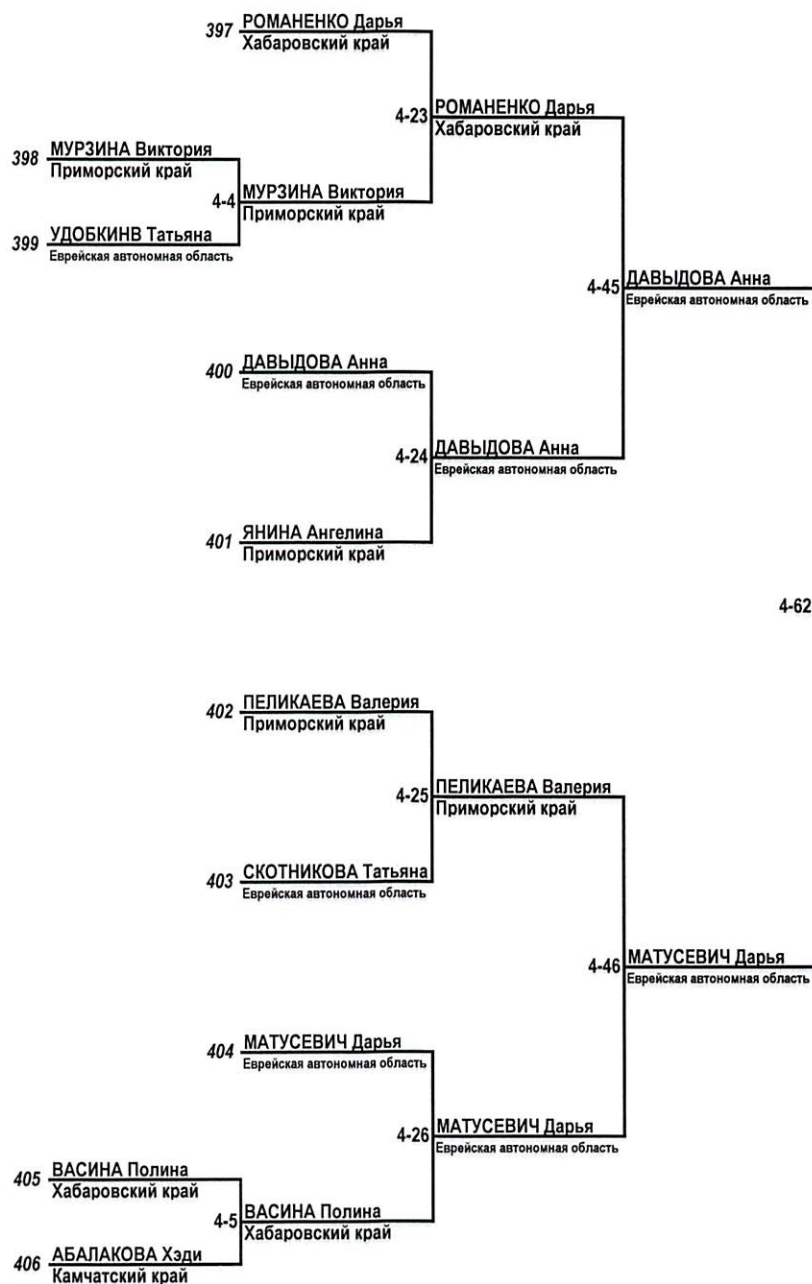 397 РОМАНЕНКО Дарья
Хабаровский край
4-23 РОМАНЕНКО Дарья
Хабаровский край
398 МУРЗИНА Виктория
Приморский край
4-4 МУРЗИНА Виктория
Приморский край
399 УДОБКИНВ Татьяна
Еврейская автономная область
4-45 ДАВЫДОВА Анна
Еврейская автономная область
400 ДАВЫДОВА Анна
Еврейская автономная область
4-24 ДАВЫДОВА Анна
Еврейская автономная область
401 ЯНИНА Ангелина
Приморский край
4-62
402 ПЕЛИКАЕВА Валерия
Приморский край
4-25 ПЕЛИКАЕВА Валерия
Приморский край
403 СКОТНИКОВА Татьяна
Еврейская автономная область
4-46 МАТУСЕВИЧ Дарья
Еврейская автономная область
404 МАТУСЕВИЧ Дарья
Еврейская автономная область
4-26 МАТУСЕВИЧ Дарья
Еврейская автономная область
405 ВАСИНА Полина
Хабаровский край
4-5 ВАСИНА Полина
Хабаровский край
406 АБАЛАКОВА Хэди
Камчатский край